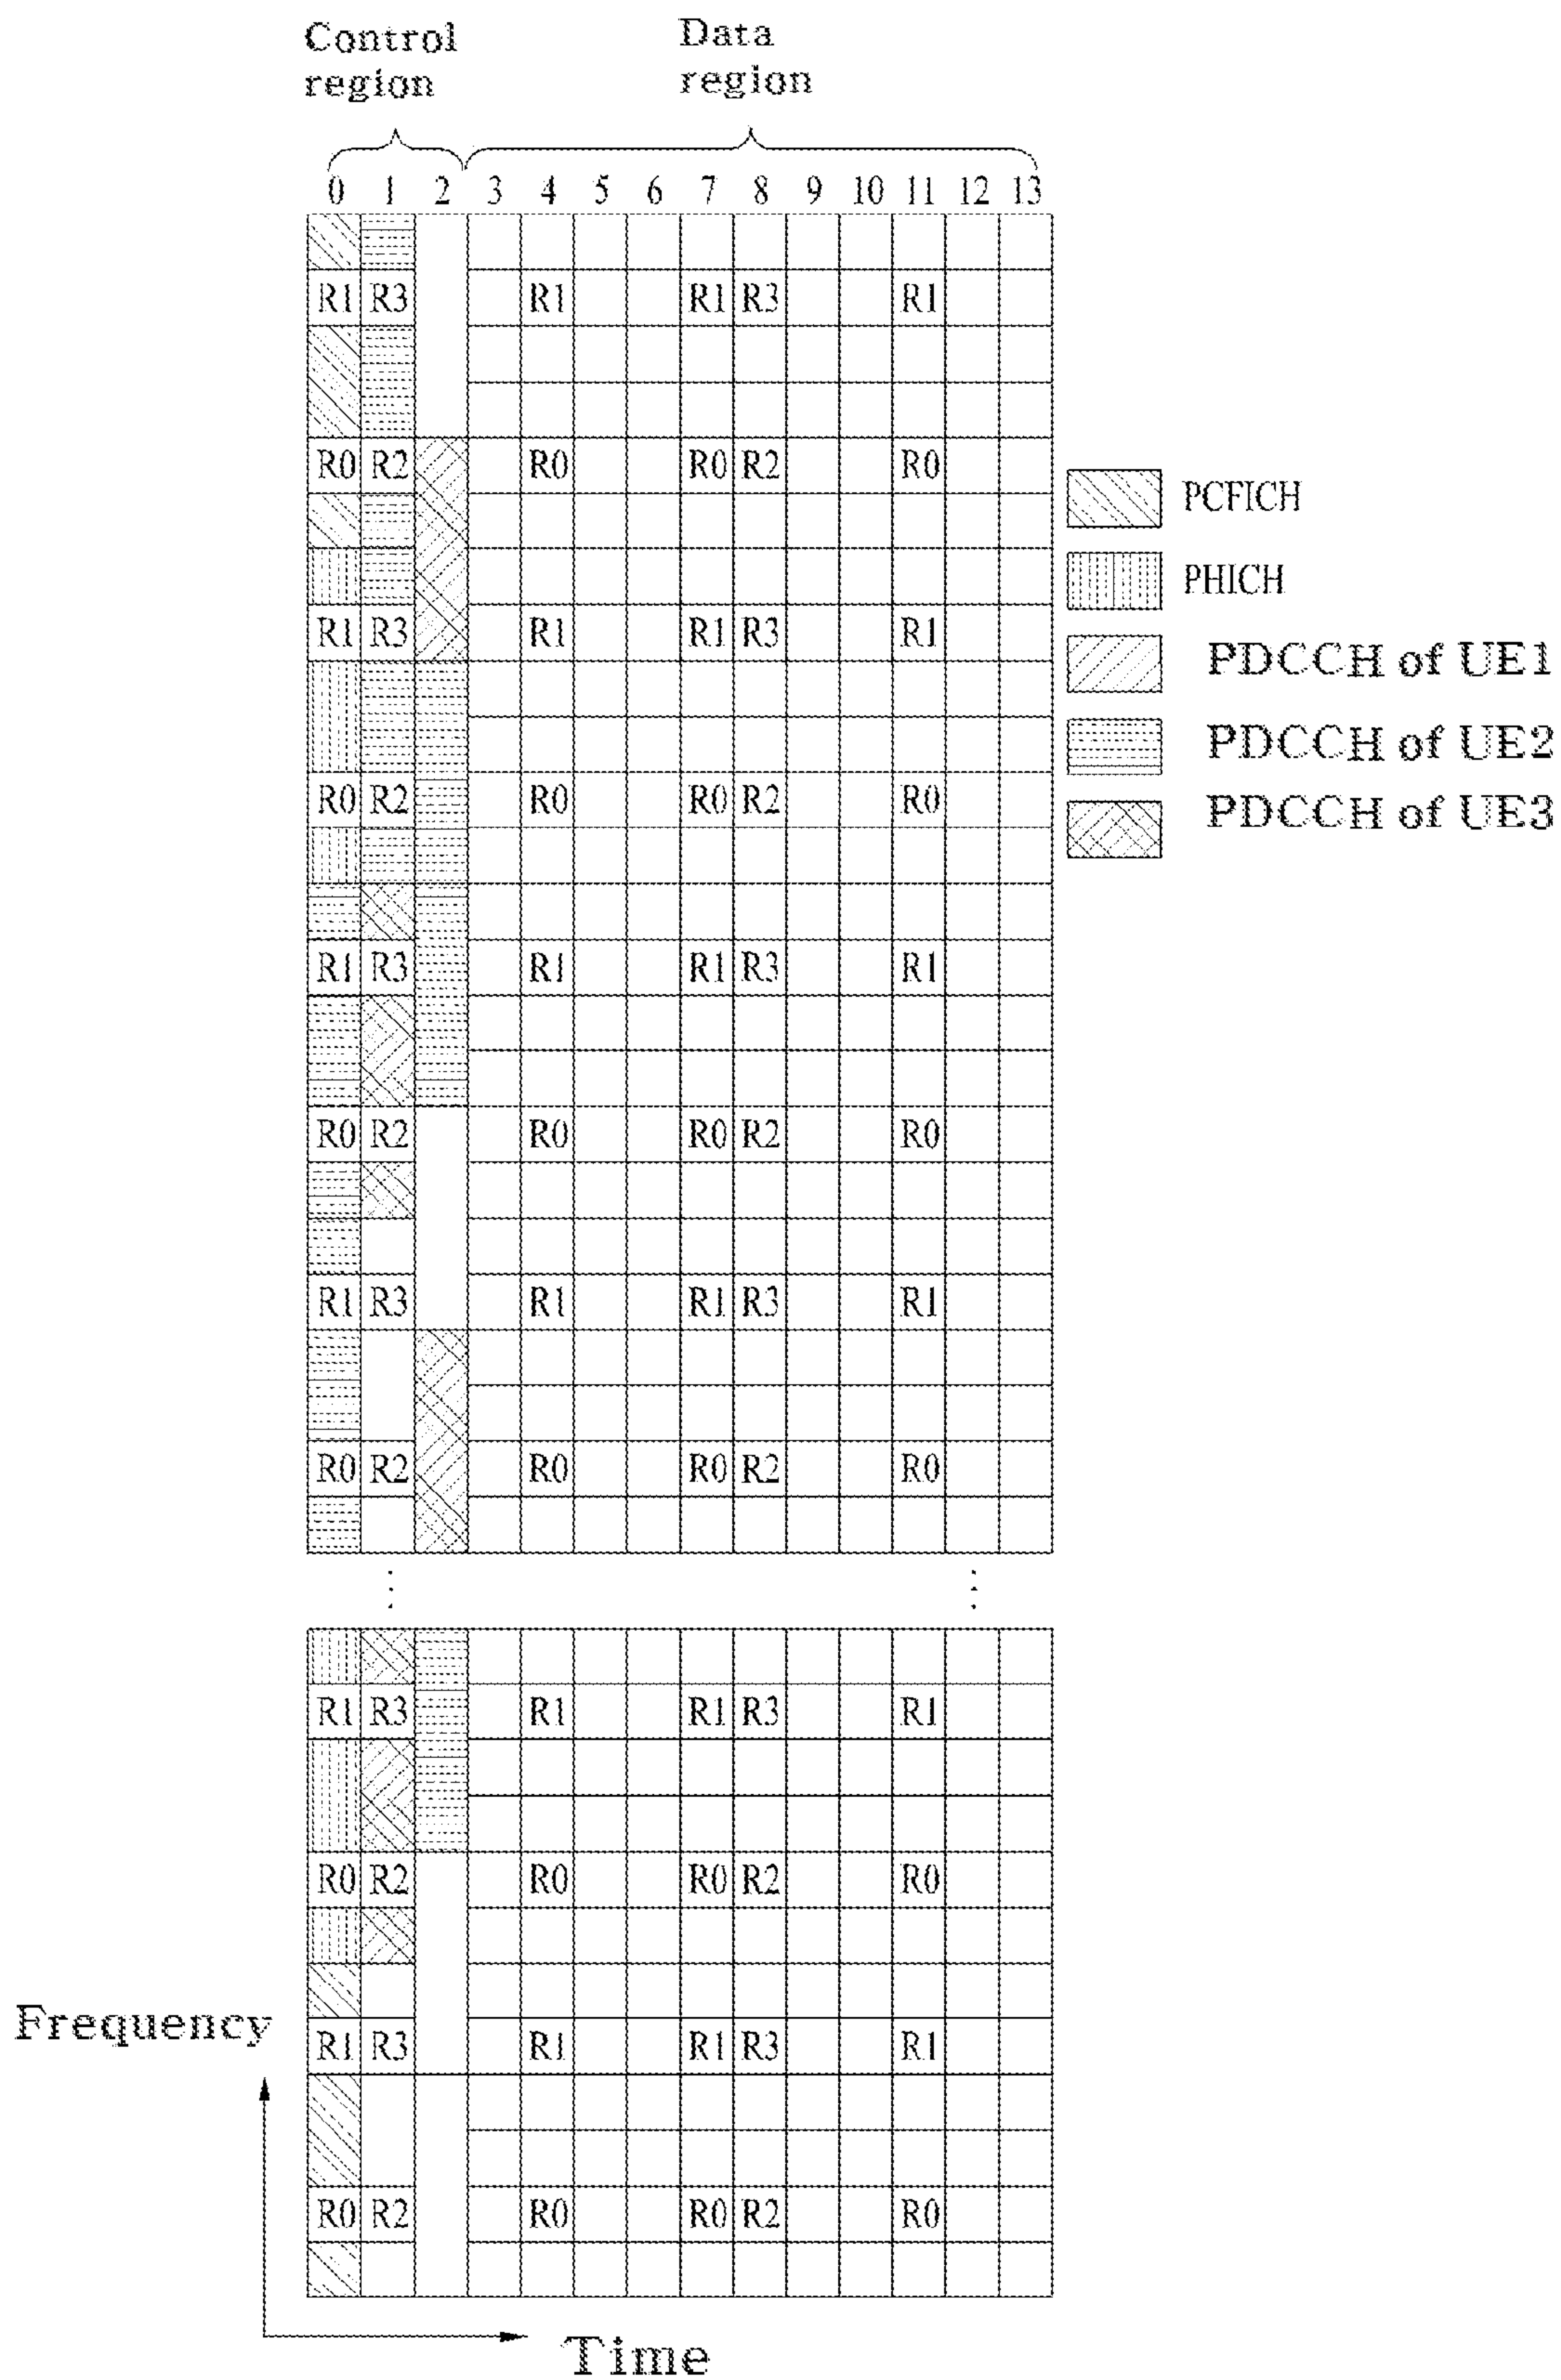 Control Data
region region
0 1 2 3 4 5 6 7 8 9 10 11 12 13
R1 R3 R1 R1 R3 R1
R0 R2 R0 R0 R2 R0
PCFICH
PHICH
R1 R3 R1 R1 R3 R1
PDCCH of UE1
PDCCH of UE2
R0 R2 R0 R0 R2 R0
PDCCH of UE3
R1 R3 R1 R1 R3 R1
R0 R2 R0 R0 R2 R0
R1 R3 R1 R1 R3 R1
R0 R2 R0 R0 R2 R0
R1 R3 R1 R1 R3 R1
R0 R2 R0 R0 R2 R0
Frequency
R1 R3 R1 R1 R3 R1
R0 R2 R0 R0 R2 R0
Time